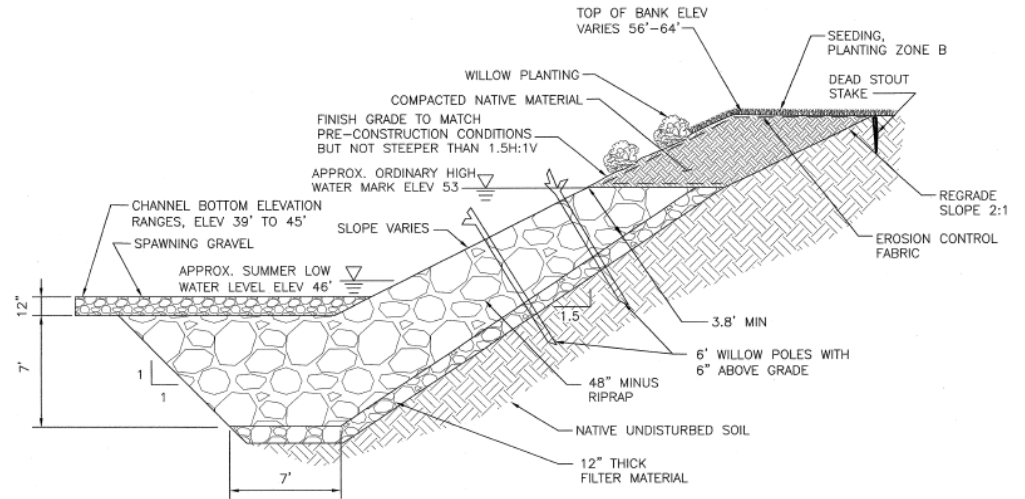 TOP OF BANK ELEV
VARIES 56'-64'
SEEDING,
PLANTING ZONE B
WILLOW PLANTING
DEAD STOUT
STAKE
COMPACTED NATIVE MATERIAL
FINISH GRADE TO MATCH
PRE-CONSTRUCTION CONDITIONS
BUT NOT STEEPER THAN 1.5H:1V
APPROX. ORDINARY HIGH
WATER MARK ELEV 53
CHANNEL BOTTOM ELEVATION
RANGES, ELEV 39' TO 45'
REGRADE
SLOPE 2:1
SLOPE VARIES
SPAWNING GRAVEL
EROSION CONTROL
FABRIC
APPROX. SUMMER LOW
WATER LEVEL ELEV 46'
12"
1.5
3.8' MIN
7'
1
1
6' WILLOW POLES WITH
6" ABOVE GRADE
48" MINUS
RIPRAP
NATIVE UNDISTURBED SOIL
12" THICK
FILTER MATERIAL
7'